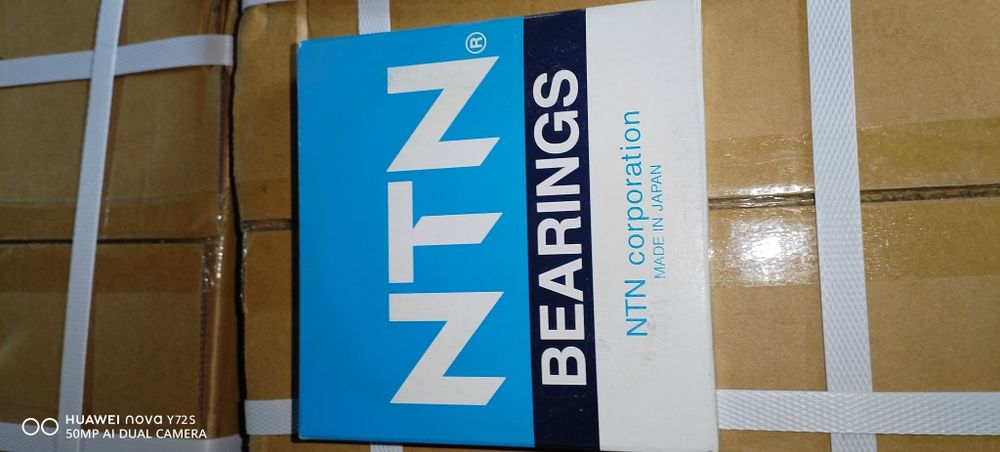 NTN®
BEARINGS
NTN corporation
MADE IN JAPAN
HUAWEI nova Y72S
50MP AI DUAL CAMERA